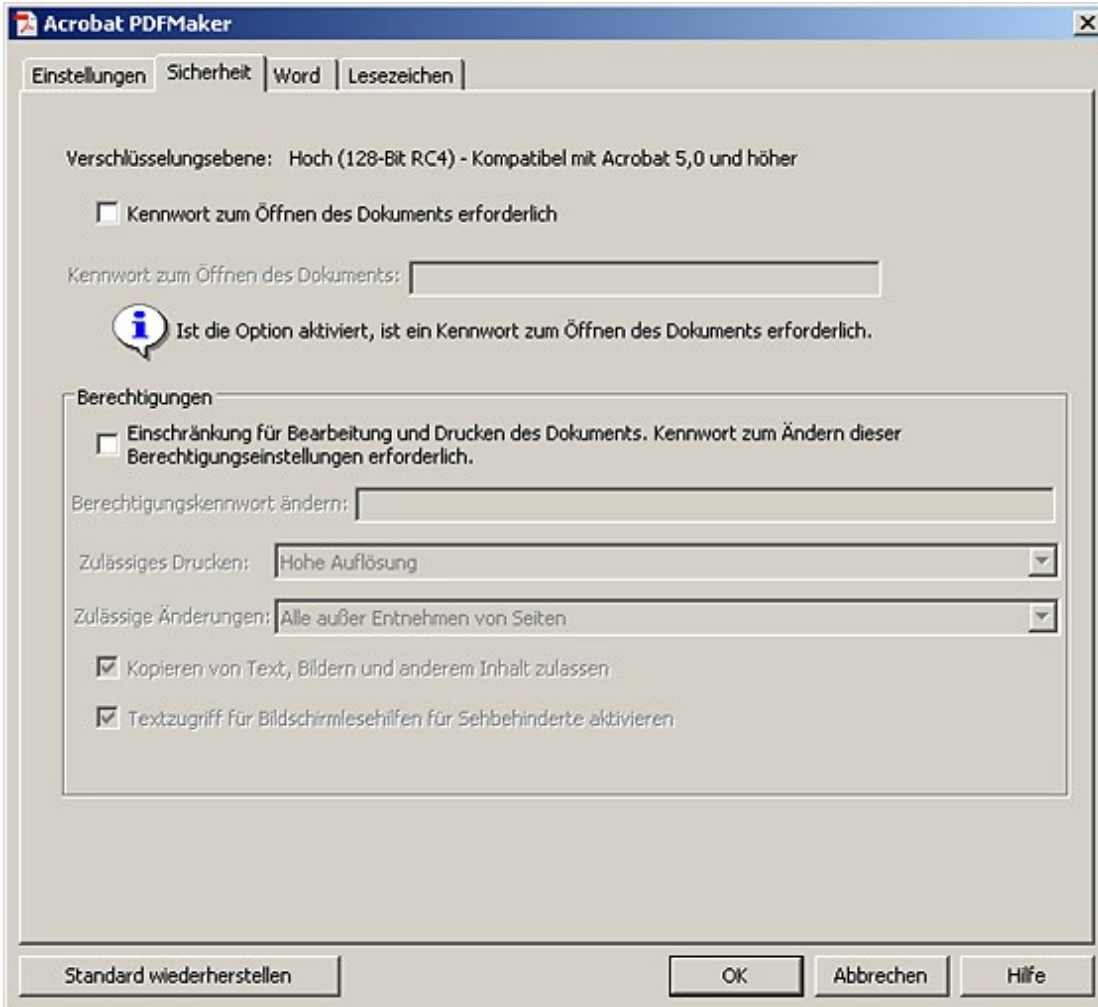 Acrobat PDFMaker
Einstellungen Sicherheit Word Lesezeichen
Verschlüsselungsebene: Hoch (128-Bit RC4) - Kompatibel mit Acrobat 5,0 und höher
Kennwort zum Öffnen des Dokuments erforderlich
Kennwort zum Öffnen des Dokuments:
Ist die Option aktiviert, ist ein Kennwort zum Öffnen des Dokuments erforderlich.
Berechtigungen
Einschränkung für Bearbeitung und Drucken des Dokuments. Kennwort zum Ändern dieser
Berechtigungseinstellungen erforderlich.
Berechtigungskennwort ändern:
Zulässiges Drucken: Hohe Auflösung
Zulässige Änderungen: Alle außer Entnehmen von Seiten
Kopieren von Text, Bildern und anderem Inhalt zulassen
Textzugriff für Bildschirmlesehilfen für Sehbehinderte aktivieren
Standard wiederherstellen OK Abbrechen Hilfe